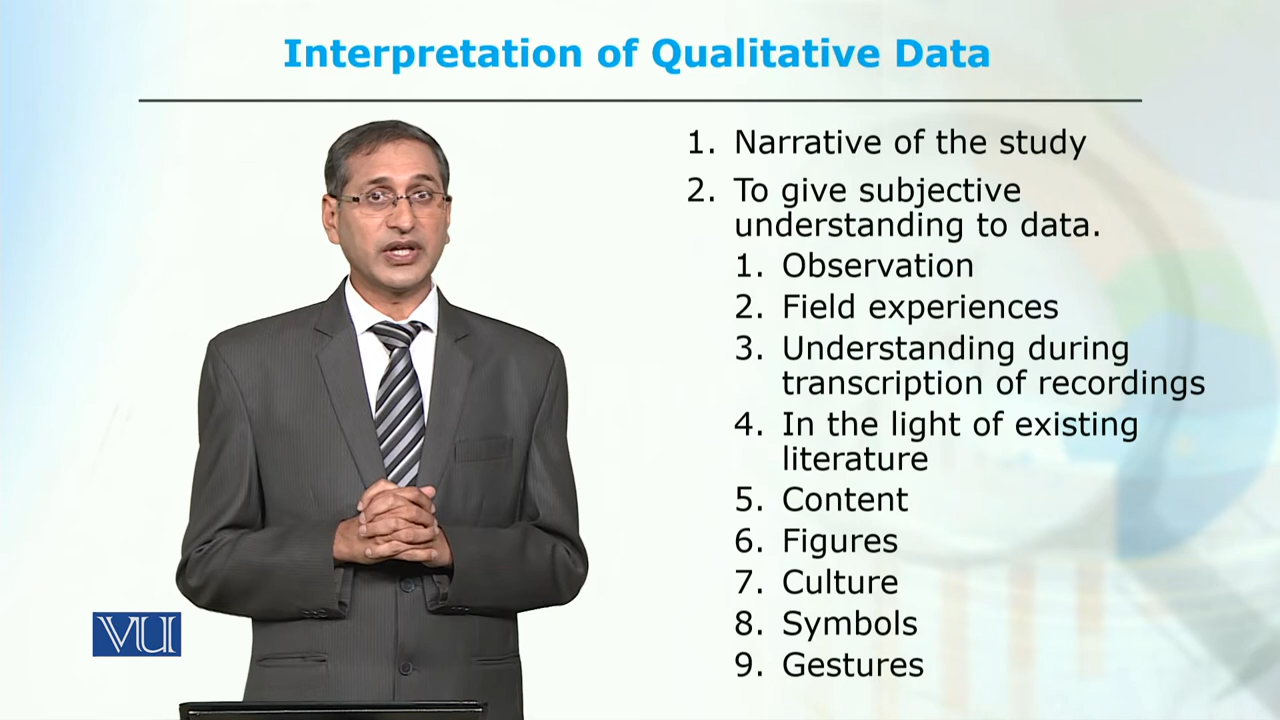 Interpretation of Qualitative Data
1. Narrative of the study
2. To give subjective
understanding to data.
1. Observation
2. Field experiences
3. Understanding during
transcription of recordings
4. In the light of existing
literature
5. Content
6. Figures
7. Culture
8. Symbols
9. Gestures
VU